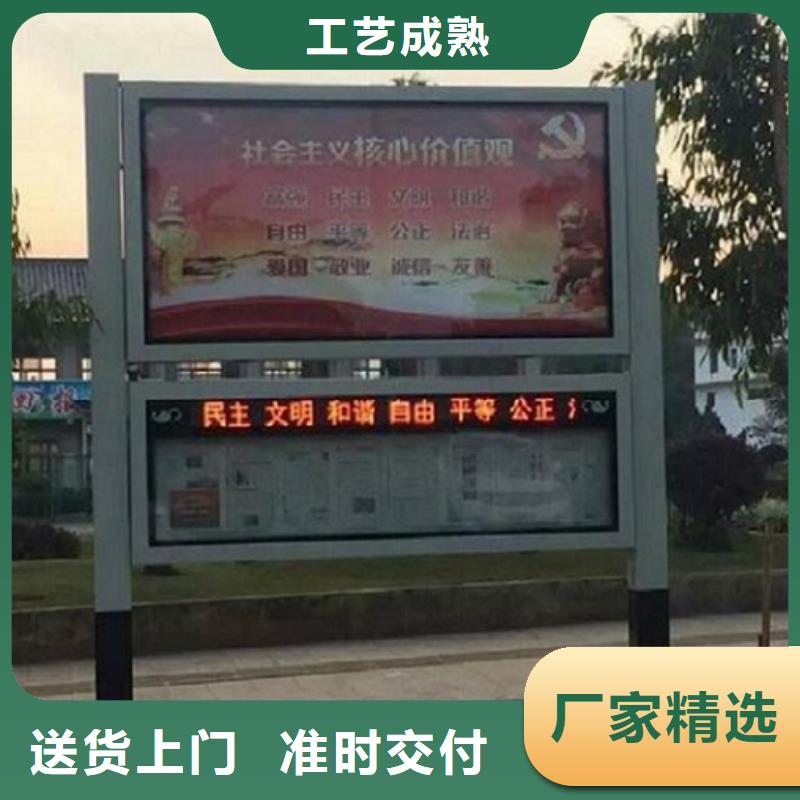 工艺成熟
社会主义核心价值观
富强 民主 文明 和谐
自由 平等 公正 法治
爱国 敬业 诚信 友善
民主 文明 和谐 自由 平等 公正
报
厂家精选
送货上门 准时交付